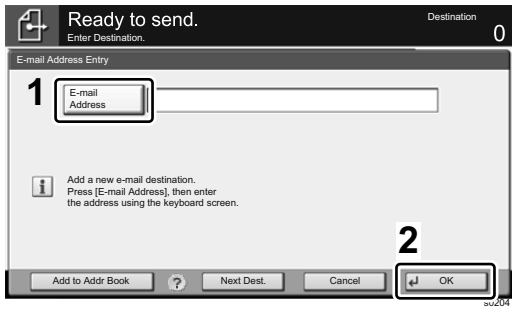 Ready to send.
Destination
Enter Destination.
0
E-mail Address Entry
1
E-mail
Address
i
Add a new e-mail destination.
Press [E-mail Address], then enter
the address using the keyboard screen.
2
Add to Addr Book
?
Next Dest.
Cancel
OK
s0204